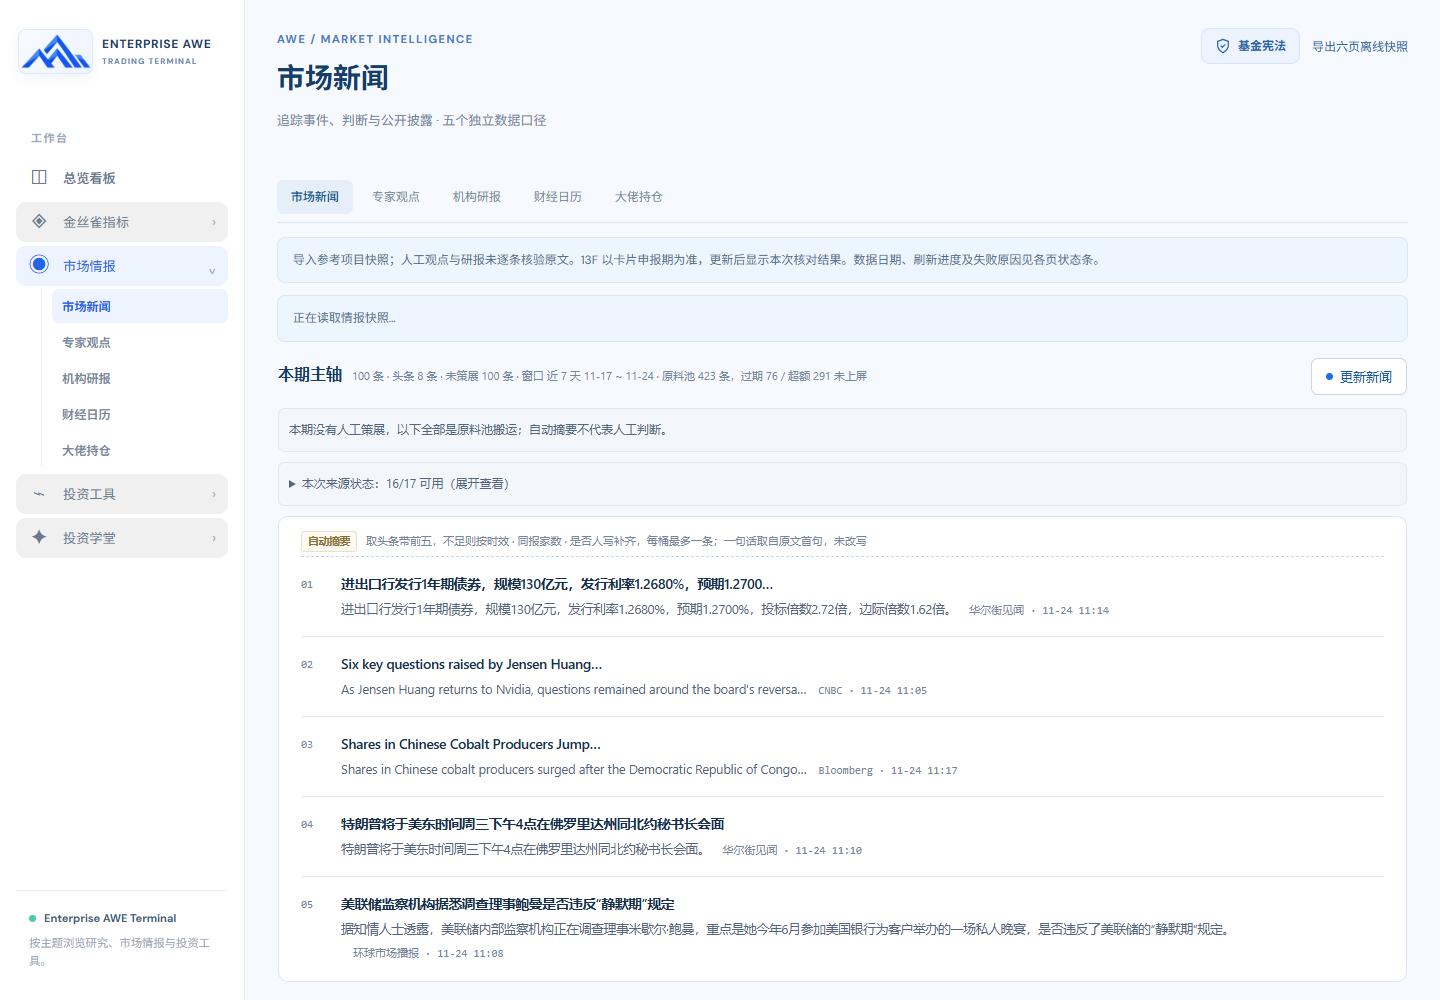 ENTERPRISE AWE
TRADING TERMINAL
工作台
总览看板
金丝雀指标
市场情报
市场新闻
专家观点
机构研报
财经日历
大佬持仓
投资工具
投资学堂
Enterprise AWE Terminal
按主题浏览研究、市场情报与投资工
具。
AWE / MARKET INTELLIGENCE
市场新闻
追踪事件、判断与公开披露 · 五个独立数据口径
基金宪法
导出六页离线快照
市场新闻 专家观点 机构研报 财经日历 大佬持仓
导入参考项目快照；人工观点与研报未逐条核验原文。13F 以卡片申报期为准，更新后显示本次核对结果。数据日期、刷新进度及失败原因见各页状态条。
正在读取情报快照…
本期主轴 100 条 · 头条 8 条 · 未策展 100 条 · 窗口 近 7 天 11-17 ~ 11-24 · 原料池 423 条，过期 76 / 超额 291 未上屏
更新新闻
本期没有人工策展，以下全部是原料池搬运；自动摘要不代表人工判断。
本次来源状态：16/17 可用（展开查看）
自动摘要 取头条带前五，不足则按时效 · 同报家数 · 是否人写补齐，每桶最多一条；一句话取自原文首句，未改写
01 进出口行发行1年期债券，规模130亿元，发行利率1.2680%，预期1.2700...
进出口行发行1年期债券，规模130亿元，发行利率1.2680%，预期1.2700%，投标倍数2.72倍，边际倍数1.62倍。 华尔街见闻 · 11-24 11:14
02 Six key questions raised by Jensen Huang...
As Jensen Huang returns to Nvidia, questions remained around the board's reversa... CNBC · 11-24 11:05
03 Shares in Chinese Cobalt Producers Jump...
Shares in Chinese cobalt producers surged after the Democratic Republic of Congo... Bloomberg · 11-24 11:17
04 特朗普将于美东时间周三下午4点在佛罗里达州同北约秘书长会面
特朗普将于美东时间周三下午4点在佛罗里达州同北约秘书长会面。 华尔街见闻 · 11-24 11:10
05 美联储监察机构据悉调查理事鲍曼是否违反“静默期”规定
据知情人士透露，美联储内部监察机构正在调查理事米歇尔·鲍曼，重点是她今年6月参加美国银行为客户举办的一场私人晚宴，是否违反了美联储的“静默期”规定。
环球市场播报 · 11-24 11:08